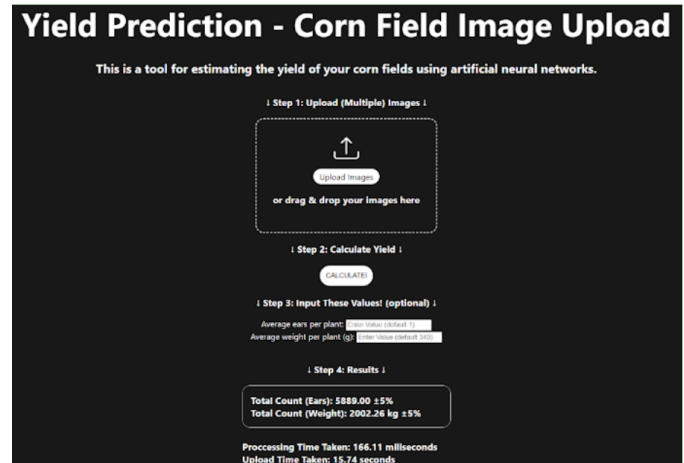 Yield Prediction - Corn Field Image Upload
This is a tool for estimating the yield of your corn fields using artificial neural networks.
↓ Step 1: Upload (Multiple) Images ↓
Upload Images
or drag & drop your images here
↓ Step 2: Calculate Yield ↓
CALCULATE!
↓ Step 3: Input These Values! (optional) ↓
Average ears per plant: Enter Value (default 1)
Average weight per plant (g): Enter Value (default 340)
↓ Step 4: Results ↓
Total Count (Ears): 5889.00 ±5%
Total Count (Weight): 2002.26 kg ±5%
Proccessing Time Taken: 166.11 miliseconds
Upload Time Taken: 15.74 seconds